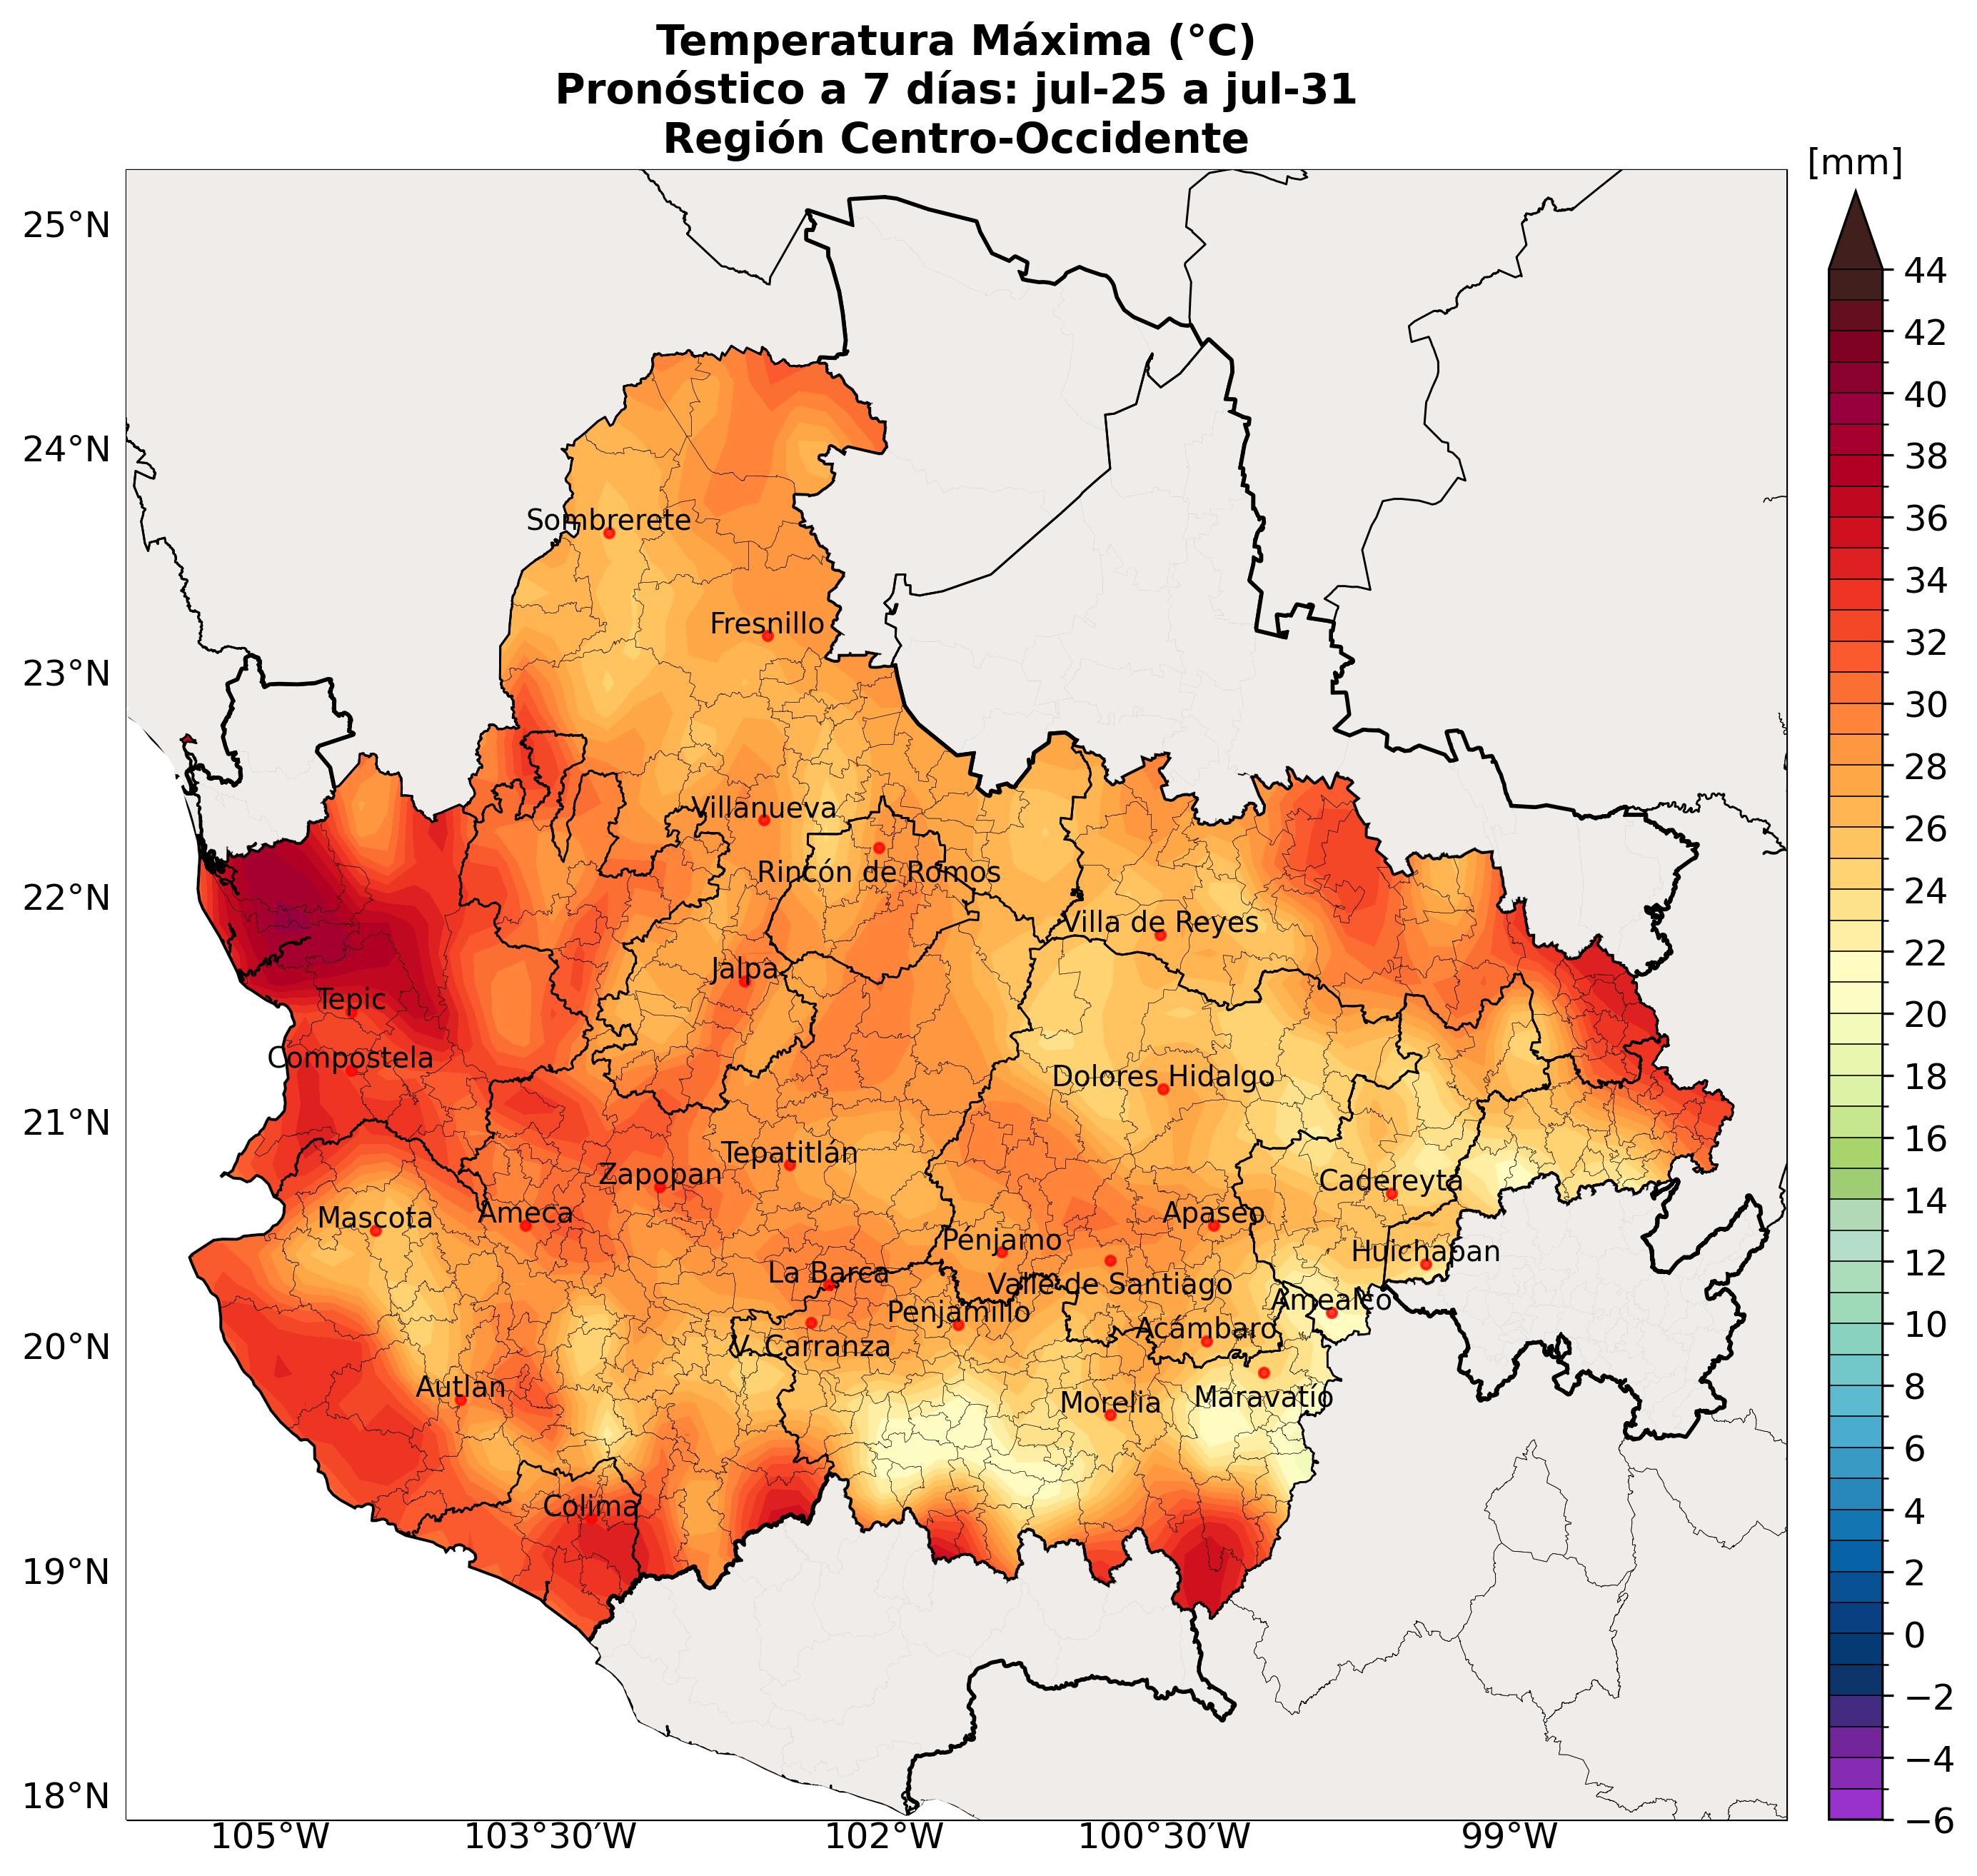 Temperatura Máxima (°C)
Pronóstico a 7 días: jul-25 a jul-31
Región Centro-Occidente
[mm]
25°N
24°N
23°N
22°N
21°N
20°N
19°N
18°N
Sombrerete
Fresnillo
Villanueva
Rincón de Romos
Villa de Reyes
Jalpa
Tepic
Compostela
Dolores Hidalgo
Tepatitlán
Zapopan
Cadereyta
Mascota
Ameca
Apaseo
Pénjamo
Huichapan
La Barca
Valle de Santiago
Amealco
Penjamillo
Acámbaro
V. Carranza
Autlan
Maravatío
Morelia
Colima
105°W
103°30′W
102°W
100°30′W
99°W
44
42
40
38
36
34
32
30
28
26
24
22
20
18
16
14
12
10
8
6
4
2
0
−2
−4
−6